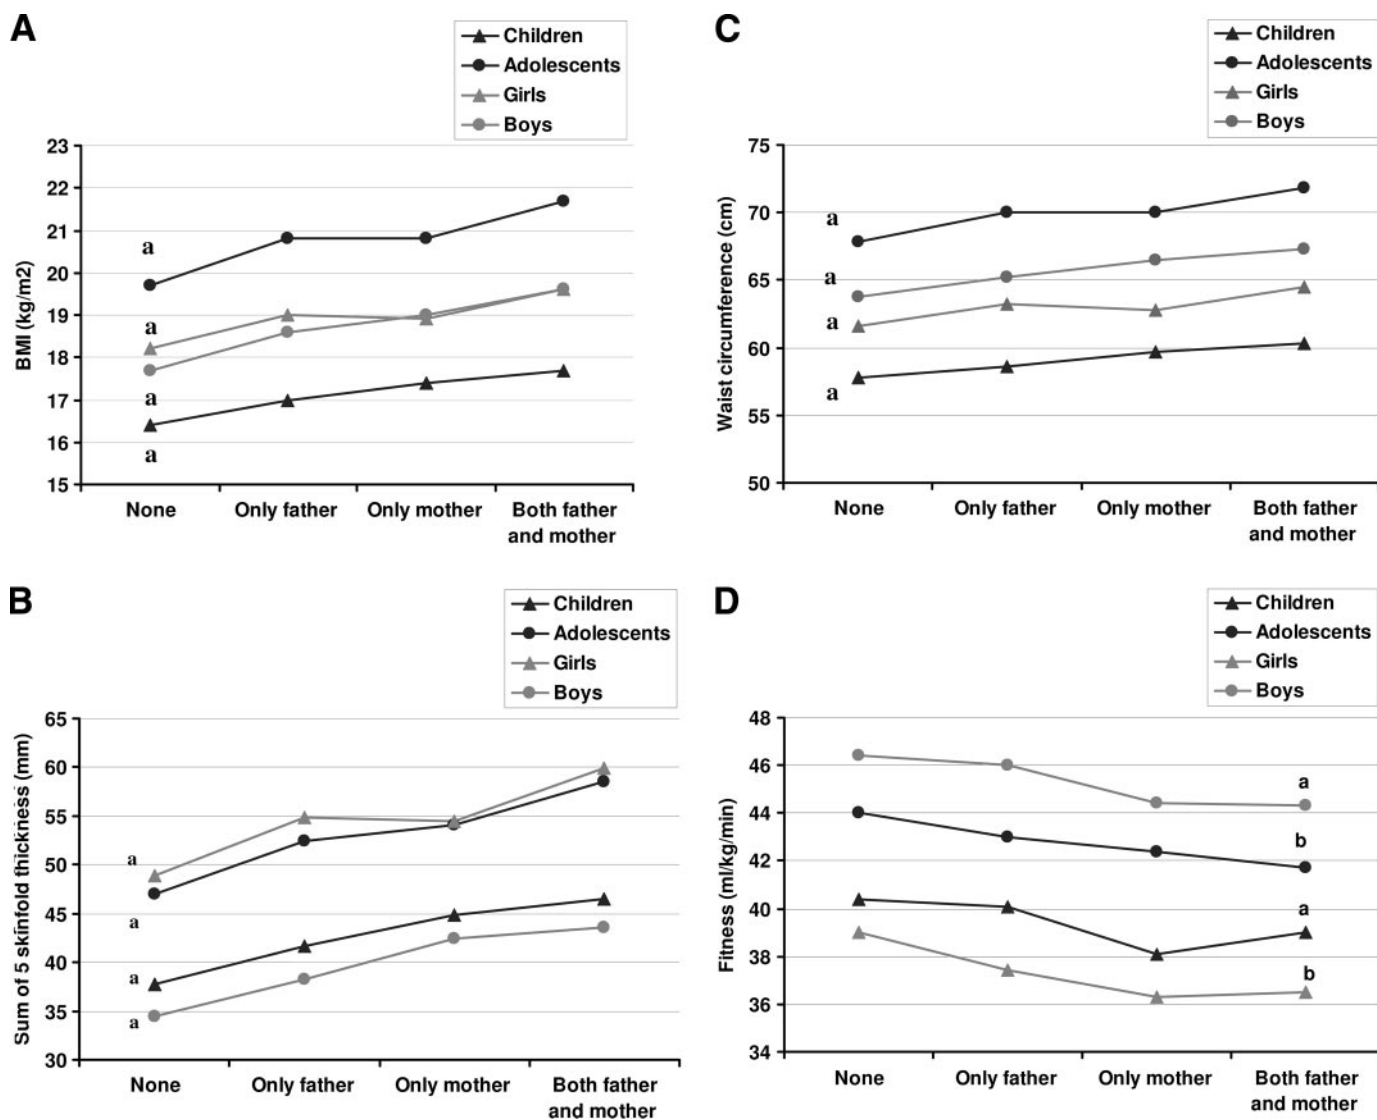 A
Children
Adolescents
Girls
Boys
BMI (kg/m2)
23
22
21
20
19
18
17
16
15
a
a
a
a
None
Only father
Only mother
Both father
and mother
C
Children
Adolescents
Girls
Boys
Waist circumference (cm)
75
70
65
60
55
50
a
a
a
a
None
Only father
Only mother
Both father
and mother
B
Children
Adolescents
Girls
Boys
Sum of 5 skinfold thickness (mm)
65
60
55
50
45
40
35
30
a
a
a
a
None
Only father
Only mother
Both father
and mother
D
Children
Adolescents
Girls
Boys
Fitness (ml/kg/min)
48
46
44
42
40
38
36
34
a
b
a
b
None
Only father
Only mother
Both father
and mother